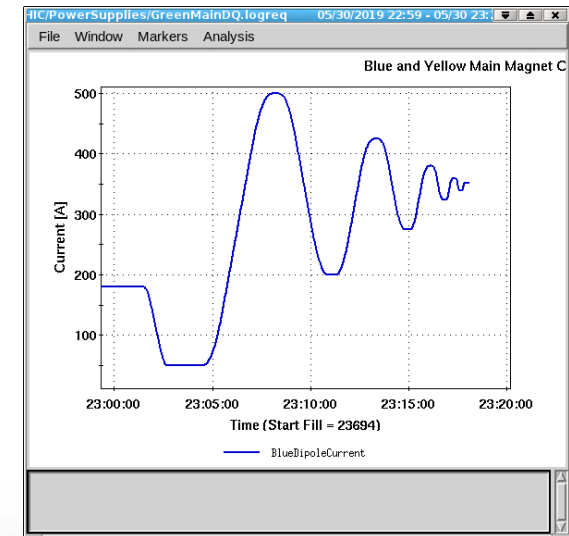 HIC/PowerSupplies/GreenMainDQ.logreq 05/30/2019 22:59 - 05/30 23:
File Window Markers Analysis
Blue and Yellow Main Magnet C
Current [A]
500
400
300
200
100
23:00:00 23:05:00 23:10:00 23:15:00 23:20:00
Time (Start Fill = 23694)
BlueDipoleCurrent